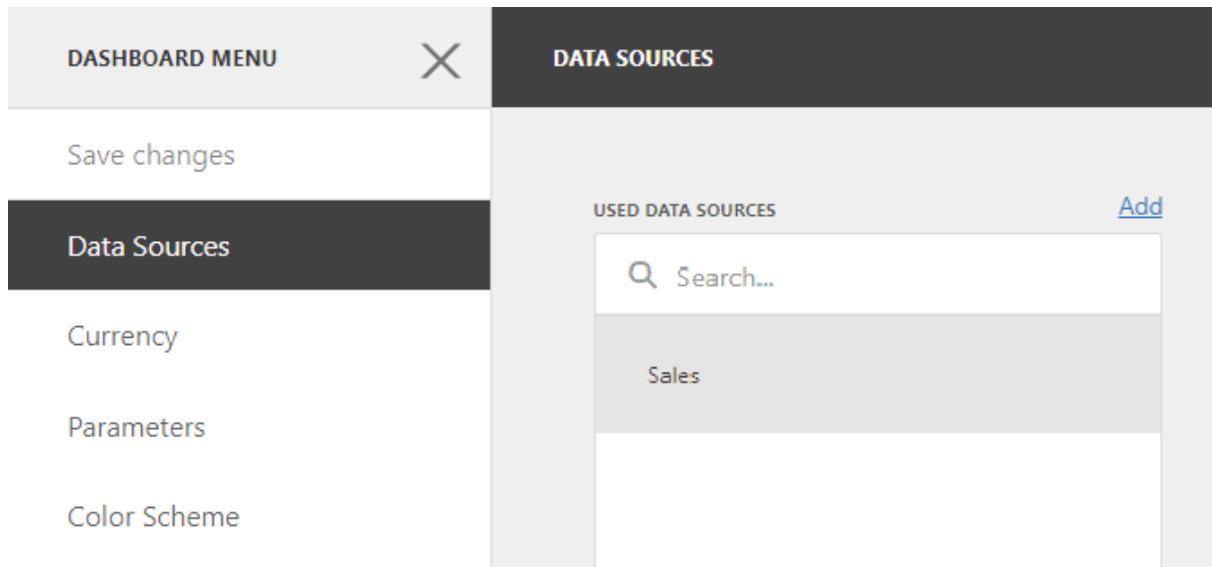 DASHBOARD MENU
Save changes
Data Sources
Currency
Parameters
Color Scheme
DATA SOURCES
USED DATA SOURCES Add
Search...
Sales